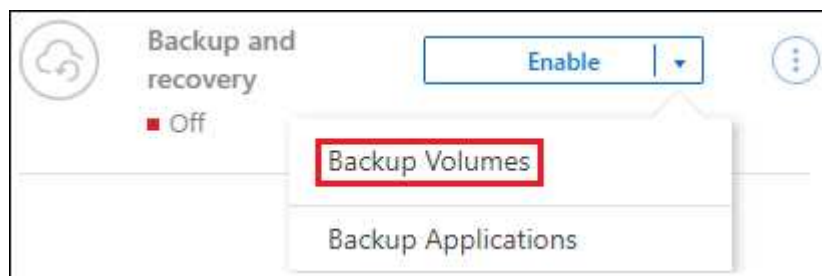 Backup and
recovery
Enable
Off
Backup Volumes
Backup Applications